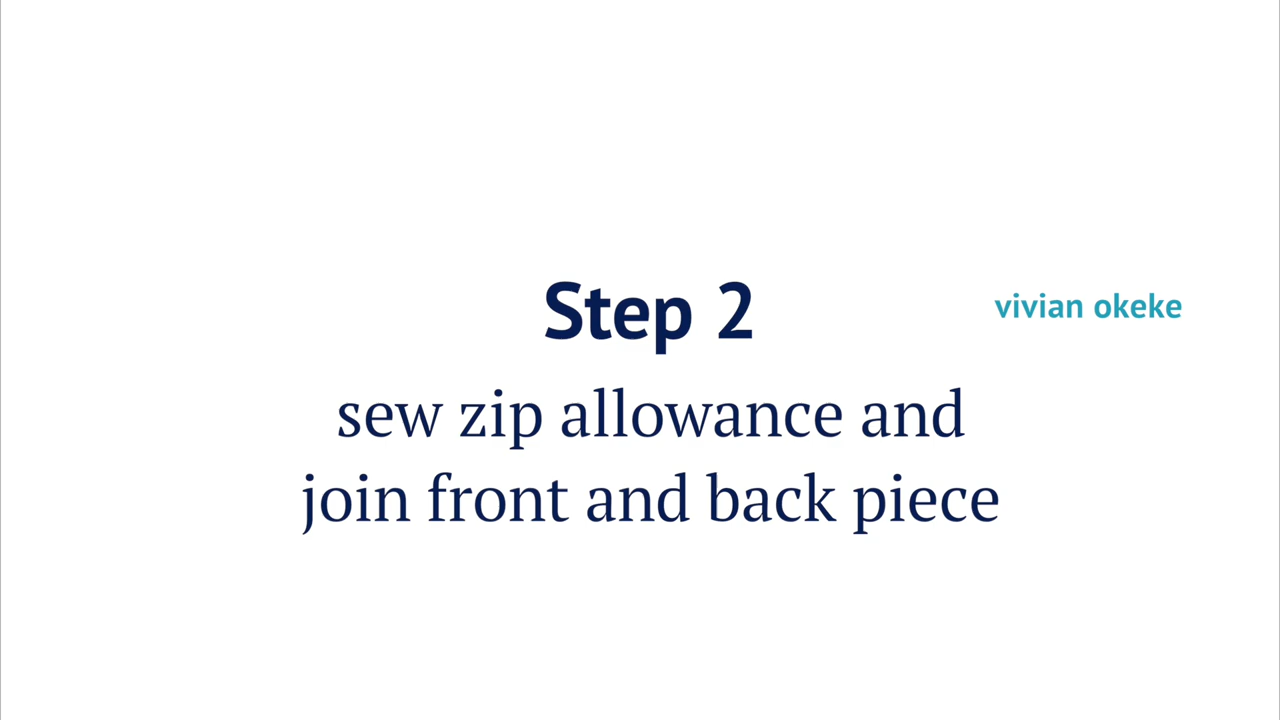 Step 2
vivian okeke
sew zip allowance and
join front and back piece